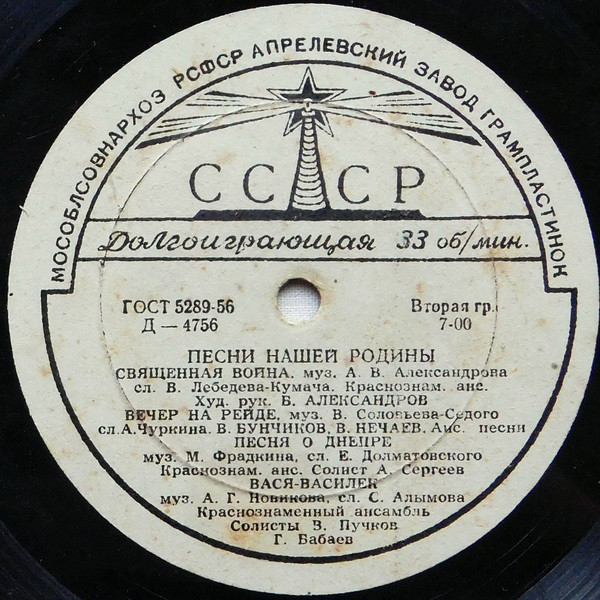 МОСОБЛСОВНАРХОЗ РСФСР АПРЕЛЕВСКИЙ ЗАВОД ГРАМПЛАСТИНОК
СССР
Долгоиграющая 33 об/мин.
ГОСТ 5289-56 Вторая гр.
Д — 4756 7-00
ПЕСНИ НАШЕЙ РОДИНЫ
СВЯЩЕННАЯ ВОЙНА, муз. А. В. Александрова
сл. В. Лебедева-Кумача. Краснознам. анс.
Худ. рук. Б. АЛЕКСАНДРОВ
ВЕЧЕР НА РЕЙДЕ, муз. В. Соловьева-Седого
сл.А.Чуркина. В. БУНЧИКОВ, В. НЕЧАЕВ. Анс. песни
ПЕСНЯ О ДНЕПРЕ
муз. М. Фрадкина, сл. Е. Долматовского
Краснознам. анс. Солист А. Сергеев
ВАСЯ-ВАСИЛЕК
муз. А. Г. Новикова, сл. С. Алымова
Краснознаменный ансамбль
Солисты В. Пучков
Г. Бабаев